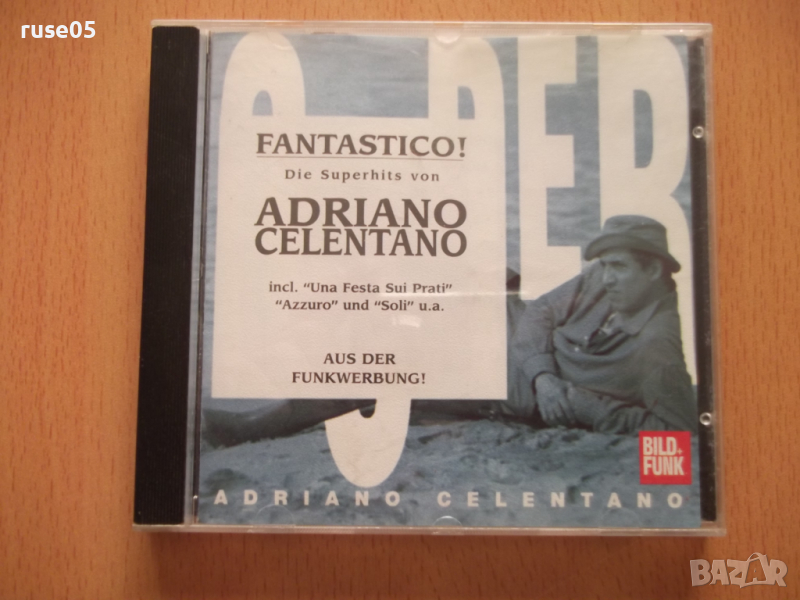 ruse05
FANTASTICO!
Die Superhits von
ADRIANO
CELENTANO
incl. "Una Festa Sui Prati"
"Azzuro" und "Soli" u.a.
AUS DER
FUNKWERBUNG!
BILD+
FUNK
ADRIANO CELENTANO
BAZAR